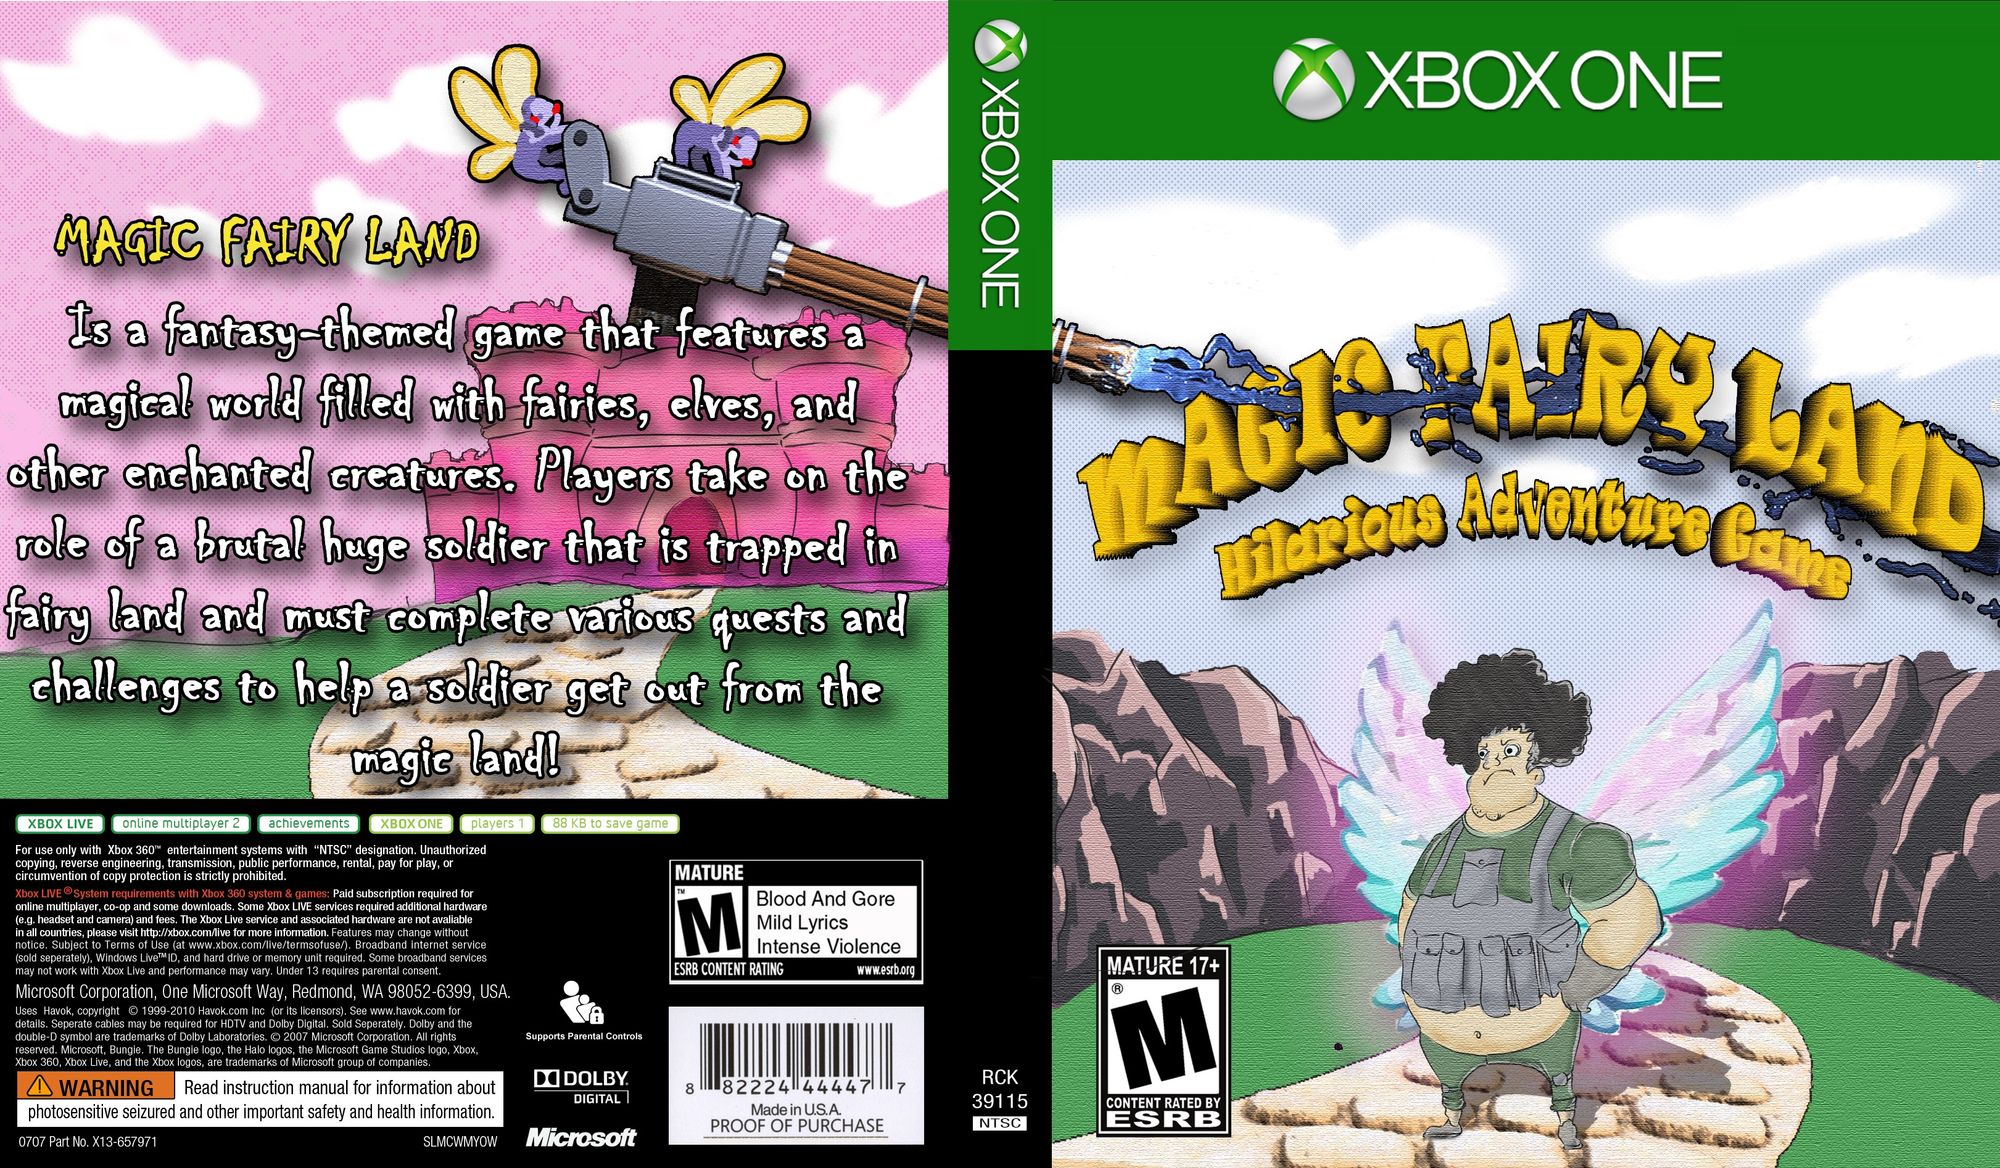 MAGIC FAIRY LAND
Is a fantasy-themed game that features a
magical world filled with fairies, elves, and
other enchanted creatures. Players take on the
role of a brutal huge soldier that is trapped in
fairy land and must complete various quests and
challenges to help a soldier get out from the
magic land!
XBOX LIVE online multiplayer 2 achievements XBOX ONE players 1 88 KB to save game
For use only with Xbox 360™ entertainment systems with “NTSC” designation. Unauthorized
copying, reverse engineering, transmission, public performance, rental, pay for play, or
circumvention of copy protection is strictly prohibited.
Xbox LIVE ® System requirements with Xbox 360 system & games: Paid subscription required for
online multiplayer, co-op and some downloads. Some Xbox LIVE services required additional hardware
(e.g. headset and camera) and fees. The Xbox Live service and associated hardware are not avaliable
in all countries, please visit http://xbox.com/live for more information. Features may change without
notice. Subject to Terms of Use (at www.xbox.com/live/termsofuse/). Broadband internet service
(sold seperately), Windows Live™ID, and hard drive or memory unit required. Some broadband services
may not work with Xbox Live and performance may vary. Under 13 requires parental consent.
Microsoft Corporation, One Microsoft Way, Redmond, WA 98052-6399, USA.
Uses Havok, copyright © 1999-2010 Havok.com Inc (or its licensors). See www.havok.com for
details. Seperate cables may be required for HDTV and Dolby Digital. Sold Seperately. Dolby and the
double-D symbol are trademarks of Dolby Laboratories. © 2007 Microsoft Corporation. All rights
reserved. Microsoft, Bungie. The Bungie logo, the Halo logos, the Microsoft Game Studios logo, Xbox,
Xbox 360, Xbox Live, and the Xbox logos, are trademarks of Microsoft group of companies.
WARNING Read instruction manual for information about
photosensitive seizured and other important safety and health information.
0707 Part No. X13-657971 SLMCWMYOW
Supports Parental Controls
DOLBY
DIGITAL
Microsoft
MATURE
™
M
Blood And Gore
Mild Lyrics
Intense Violence
ESRB CONTENT RATING www.esrb.org
8 82224 44447 7
Made in U.S.A.
PROOF OF PURCHASE
XBOX ONE
RCK
39115
NTSC
XBOX ONE
MAGIC FAIRY LAND
Hilarious Adventure Game
MATURE 17+
®
M
CONTENT RATED BY
ESRB